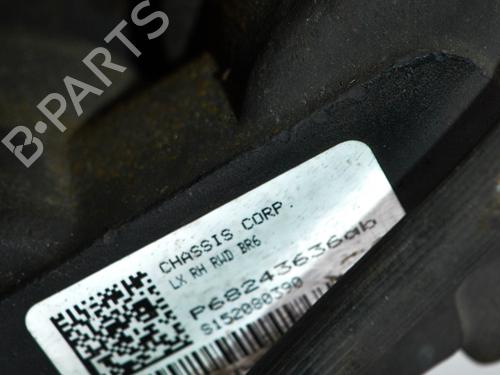 B-PARTS
CHASSIS CORP.
LX RH RWD BR6
P68243636ab
S152080390